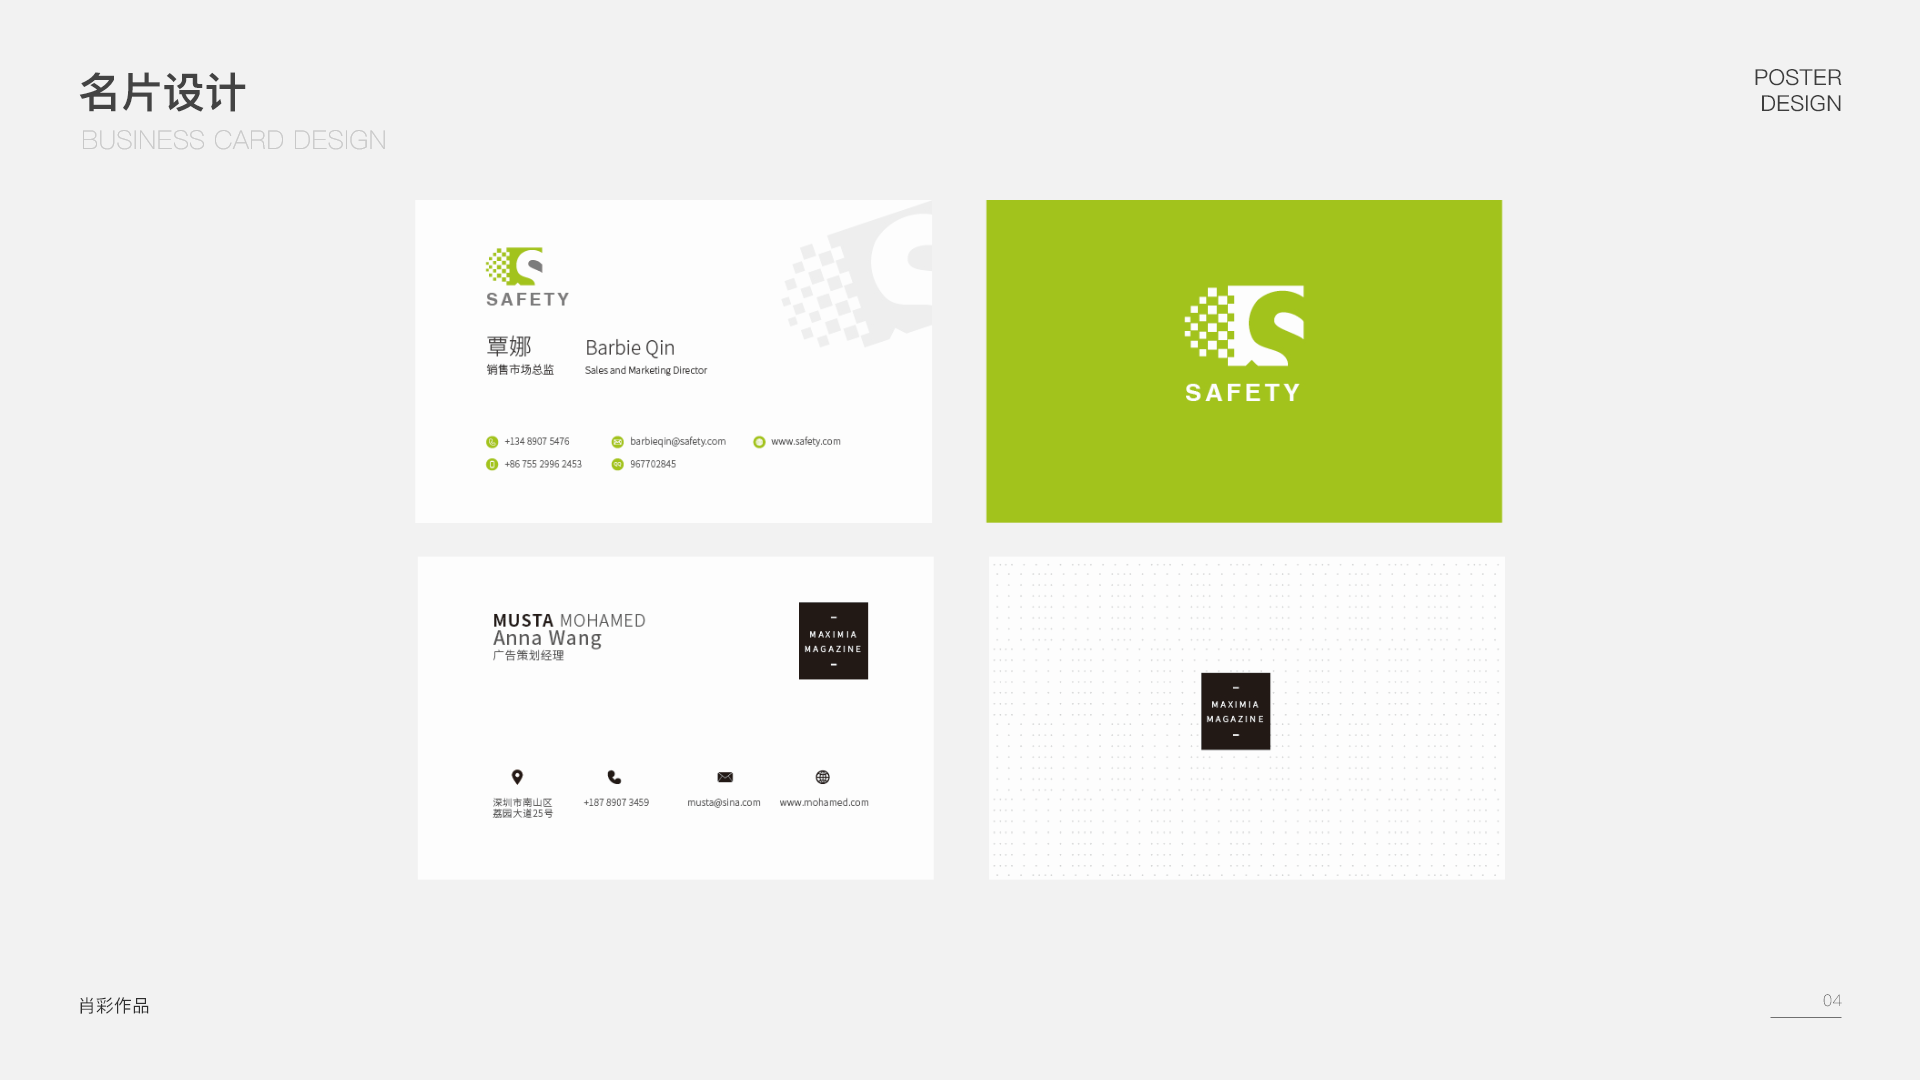 名片设计
BUSINESS CARD DESIGN
POSTER
DESIGN
SAFETY
覃娜
Barbie Qin
销售市场总监
Sales and Marketing Director
+134 8907 5476
barbieqin@safety.com
www.safety.com
+86 755 2996 2453
967702845
SAFETY
MUSTA MOHAMED
Anna Wang
广告策划经理
MAXIMIA
MAGAZINE
深圳市南山区
荔园大道25号
+187 8907 3459
musta@sina.com
www.mohamed.com
MAXIMIA
MAGAZINE
肖彩作品
04